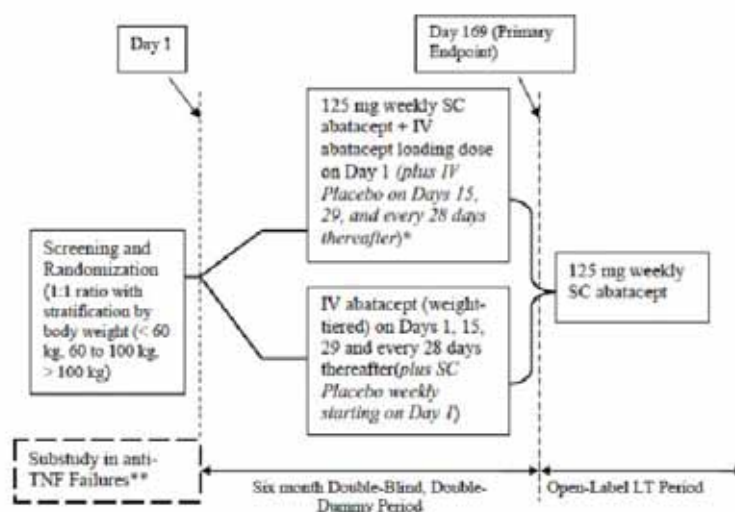 Day 1
Day 169 (Primary
Endpoint)
125 mg weekly SC
abatacept + IV
abatacept loading dose
on Day 1 (plus IV
Placebo on Days 15,
29, and every 28 days
thereafter)*
Screening and
Randomization
(1:1 ratio with
stratification by
body weight (< 60
kg, 60 to 100 kg,
> 100 kg)
IV abatacept (weight-
tiered) on Days 1, 15,
29 and every 28 days
thereafter(plus SC
Placebo weekly
starting on Day 1)
125 mg weekly
SC abatacept
Substudy in anti-
TNF Failures**
Six month Double-Blind, Double-
Dummy Period
Open-Label LT Period